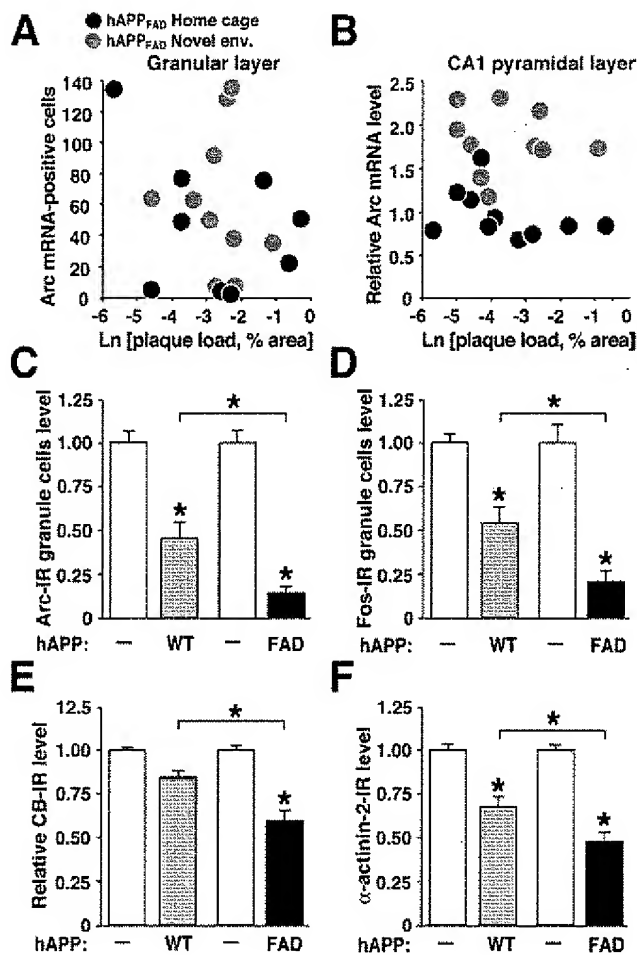 A
hAPP_FAD Home cage
hAPP_FAD Novel env.
Granular layer
Arc mRNA-positive cells
140
120
100
80
60
40
20
0
-6 -5 -4 -3 -2 -1 0
Ln [plaque load, % area]
B
CA1 pyramidal layer
Relative Arc mRNA level
2.5
2.0
1.5
1.0
0.5
0
-6 -5 -4 -3 -2 -1 0
Ln [plaque load, % area]
C
Arc-IR granule cells level
1.25
1.00
0.75
0.50
0.25
0
*
*
*
hAPP: – WT – FAD
D
Fos-IR granule cells level
1.25
1.00
0.75
0.50
0.25
0
*
*
*
hAPP: – WT – FAD
E
Relative CB-IR level
1.25
1.00
0.75
0.50
0.25
0
*
*
hAPP: – WT – FAD
F
α-actinin-2-IR level
1.25
1.00
0.75
0.50
0.25
0
*
*
*
hAPP: – WT – FAD